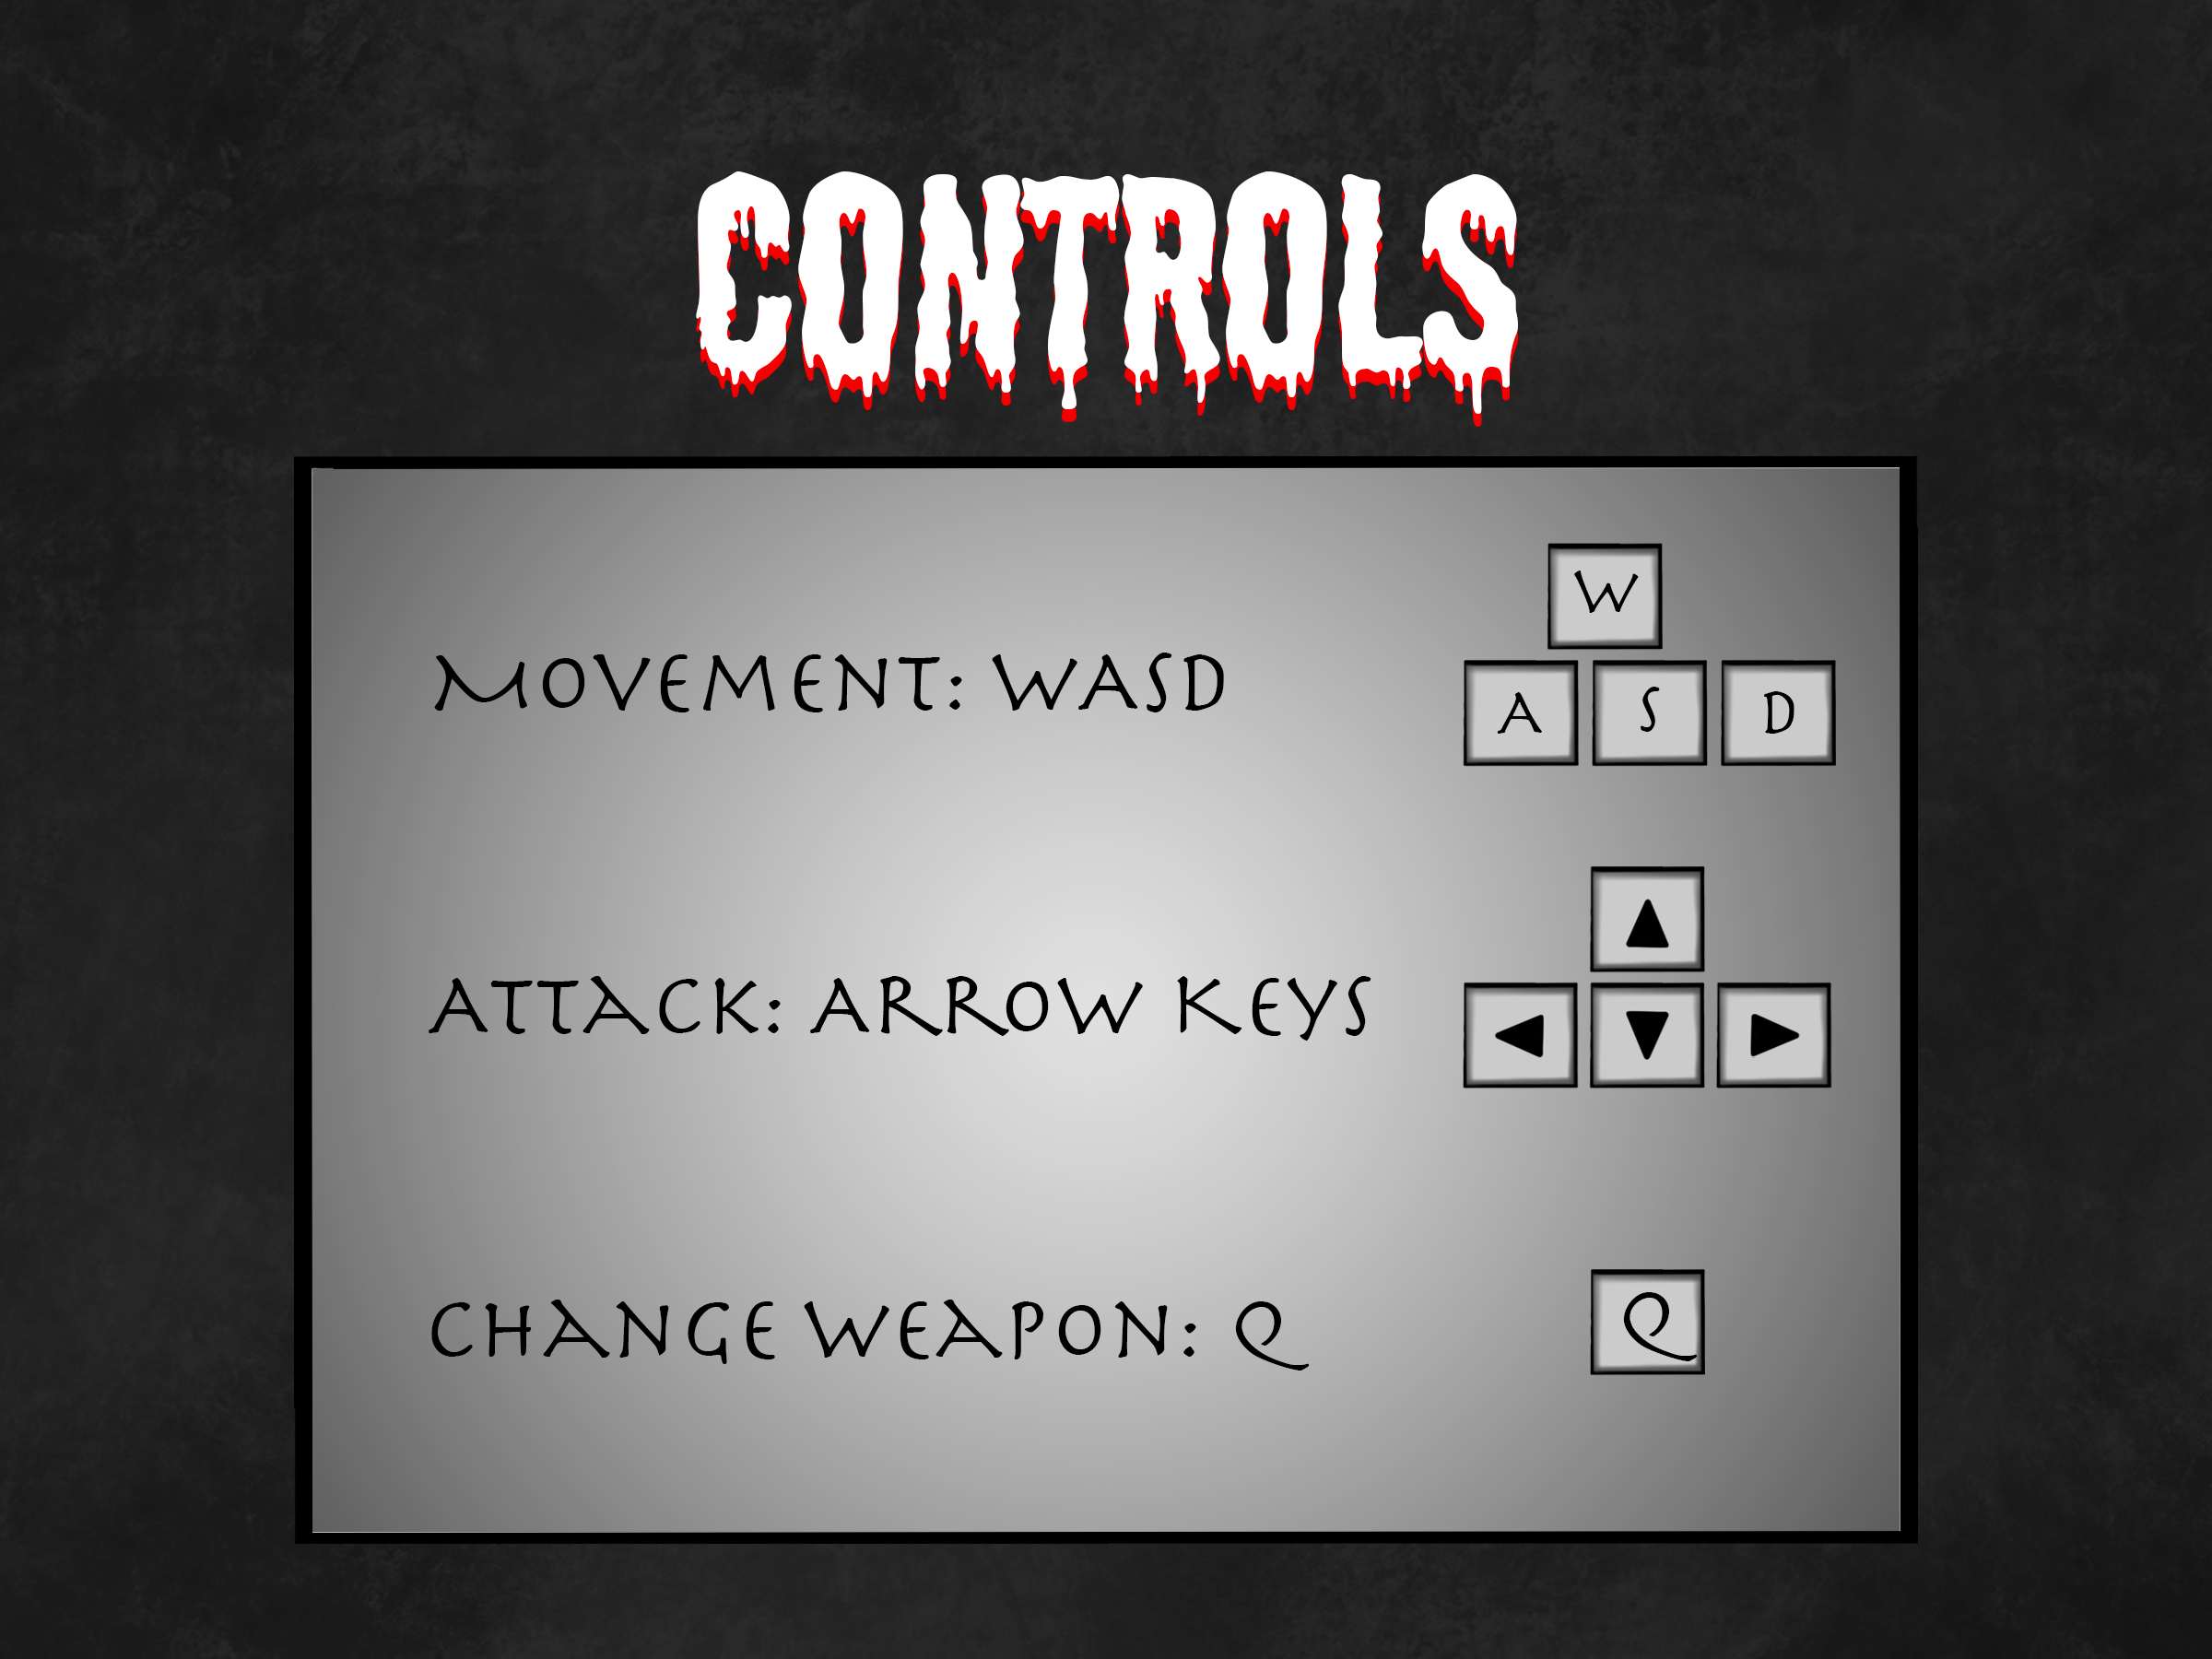 CONTROLS
MOVEMENT: WASD
W
A S D
ATTACK: ARROW KEYS
CHANGE WEAPON: Q
Q